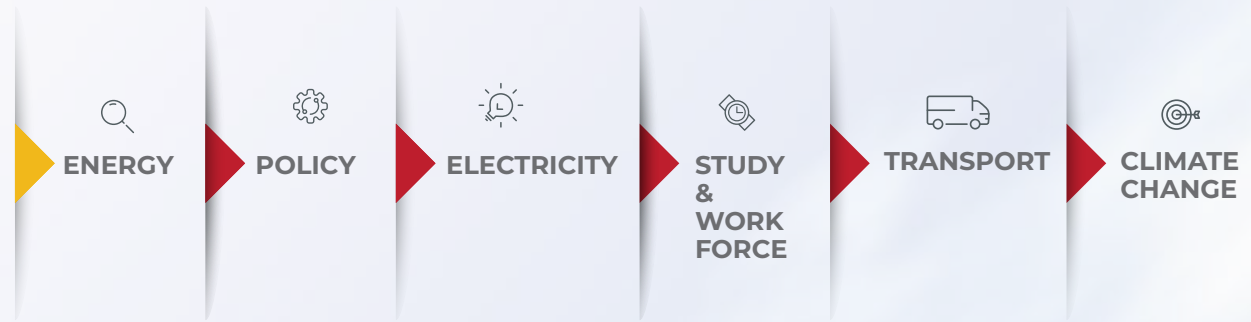 ENERGY
POLICY
ELECTRICITY
STUDY
&
WORK
FORCE
TRANSPORT
CLIMATE
CHANGE